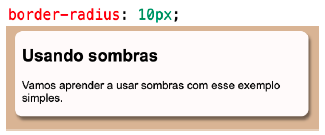 border-radius: 10px;
Usando sombras
Vamos aprender a usar sombras com esse exemplo
simples.